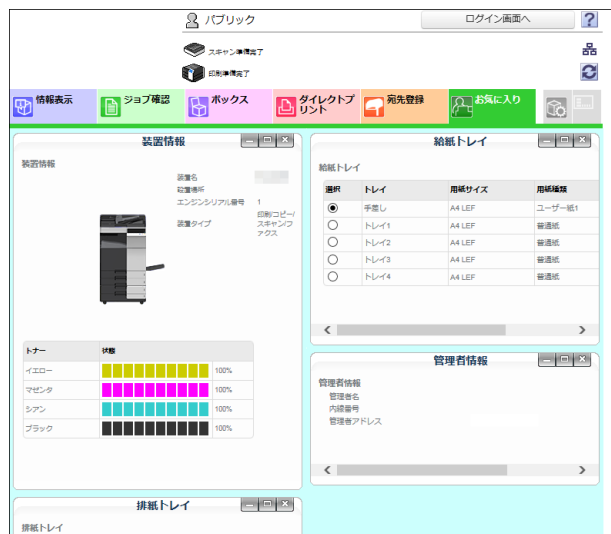 パブリック
ログイン画面へ
?
スキャン準備完了
印刷準備完了
情報表示
ジョブ確認
ボックス
ダイレクトプ
リント
宛先登録
お気に入り
装置情報
装置情報
装置名
設置場所
エンジンシリアル番号 1
装置タイプ
印刷/コピー/
スキャン/フ
ァクス
トナー 状態
イエロー 100%
マゼンタ 100%
シアン 100%
ブラック 100%
排紙トレイ
排紙トレイ
給紙トレイ
給紙トレイ
選択 トレイ 用紙サイズ 用紙種類
手差し A4 LEF ユーザー紙1
トレイ1 A4 LEF 普通紙
トレイ2 A4 LEF 普通紙
トレイ3 A4 LEF 普通紙
トレイ4 A4 LEF 普通紙
管理者情報
管理者情報
管理者名
内線番号
管理者アドレス